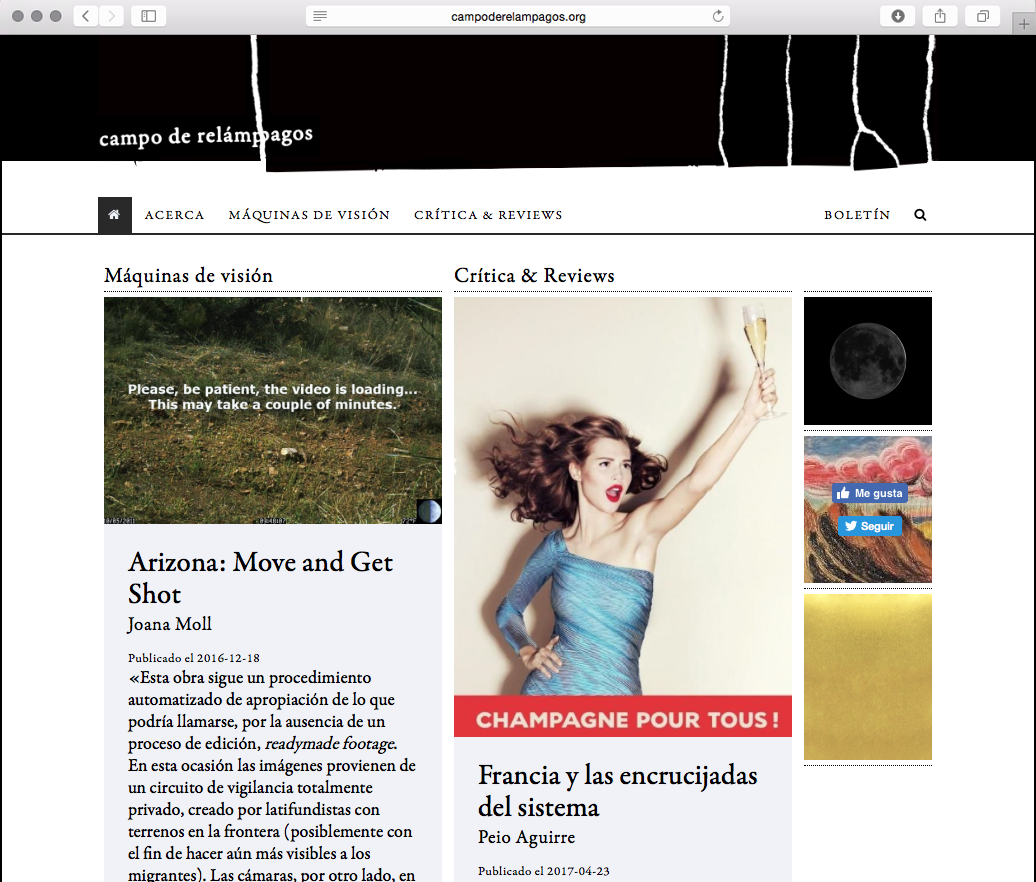 campoderelampagos.org
campo de relámpagos
ACERCA
MÁQUINAS DE VISIÓN
CRÍTICA & REVIEWS
BOLETÍN
Máquinas de visión
Please, be patient, the video is loading...
This may take a couple of minutes.
Arizona: Move and Get
Shot
Joana Moll
Publicado el 2016-12-18
«Esta obra sigue un procedimiento
automatizado de apropiación de lo que
podría llamarse, por la ausencia de un
proceso de edición, readymade footage.
En esta ocasión las imágenes provienen de
un circuito de vigilancia totalmente
privado, creado por latifundistas con
terrenos en la frontera (posiblemente con
el fin de hacer aún más visibles a los
migrantes). Las cámaras, por otro lado, en
Crítica & Reviews
CHAMPAGNE POUR TOUS !
Francia y las encrucijadas
del sistema
Peio Aguirre
Publicado el 2017-04-23
Me gusta
Seguir